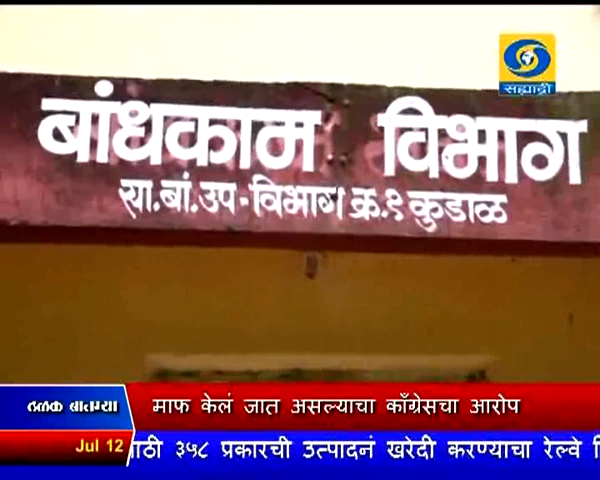 सह्याद्री
बांधकाम विभाग
सा.बां.उप-विभाग क्र.१ कुडाळ
ठळक बातम्या
माफ केलं जात असल्याचा काँग्रेसचा आरोप
Jul 12
साठी ३५८ प्रकारची उत्पादनं खरेदी करण्याचा रेल्वे